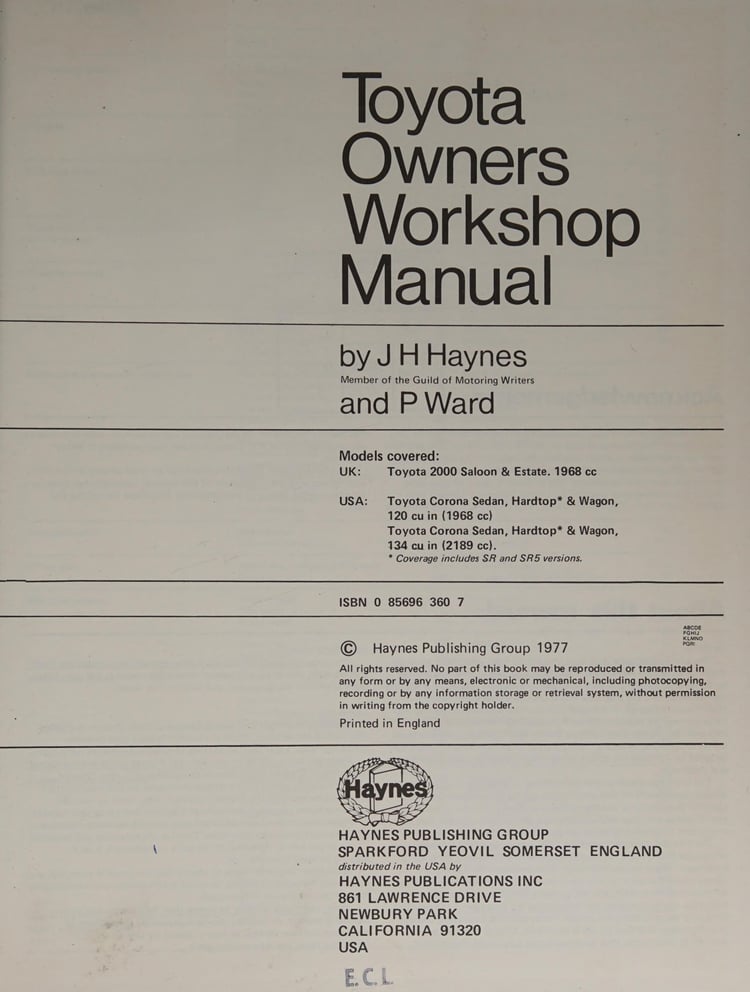 Toyota
Owners
Workshop
Manual
by J H Haynes
Member of the Guild of Motoring Writers
and P Ward
Models covered:
UK: Toyota 2000 Saloon & Estate. 1968 cc
USA: Toyota Corona Sedan, Hardtop* & Wagon,
120 cu in (1968 cc)
Toyota Corona Sedan, Hardtop* & Wagon,
134 cu in (2189 cc).
* Coverage includes SR and SR5 versions.
ISBN 0 85696 360 7
ABCDE
FGHIJ
KLMNO
PQR
© Haynes Publishing Group 1977
All rights reserved. No part of this book may be reproduced or transmitted in
any form or by any means, electronic or mechanical, including photocopying,
recording or by any information storage or retrieval system, without permission
in writing from the copyright holder.
Printed in England
Haynes
HAYNES PUBLISHING GROUP
SPARKFORD YEOVIL SOMERSET ENGLAND
distributed in the USA by
HAYNES PUBLICATIONS INC
861 LAWRENCE DRIVE
NEWBURY PARK
CALIFORNIA 91320
USA
E.C.L